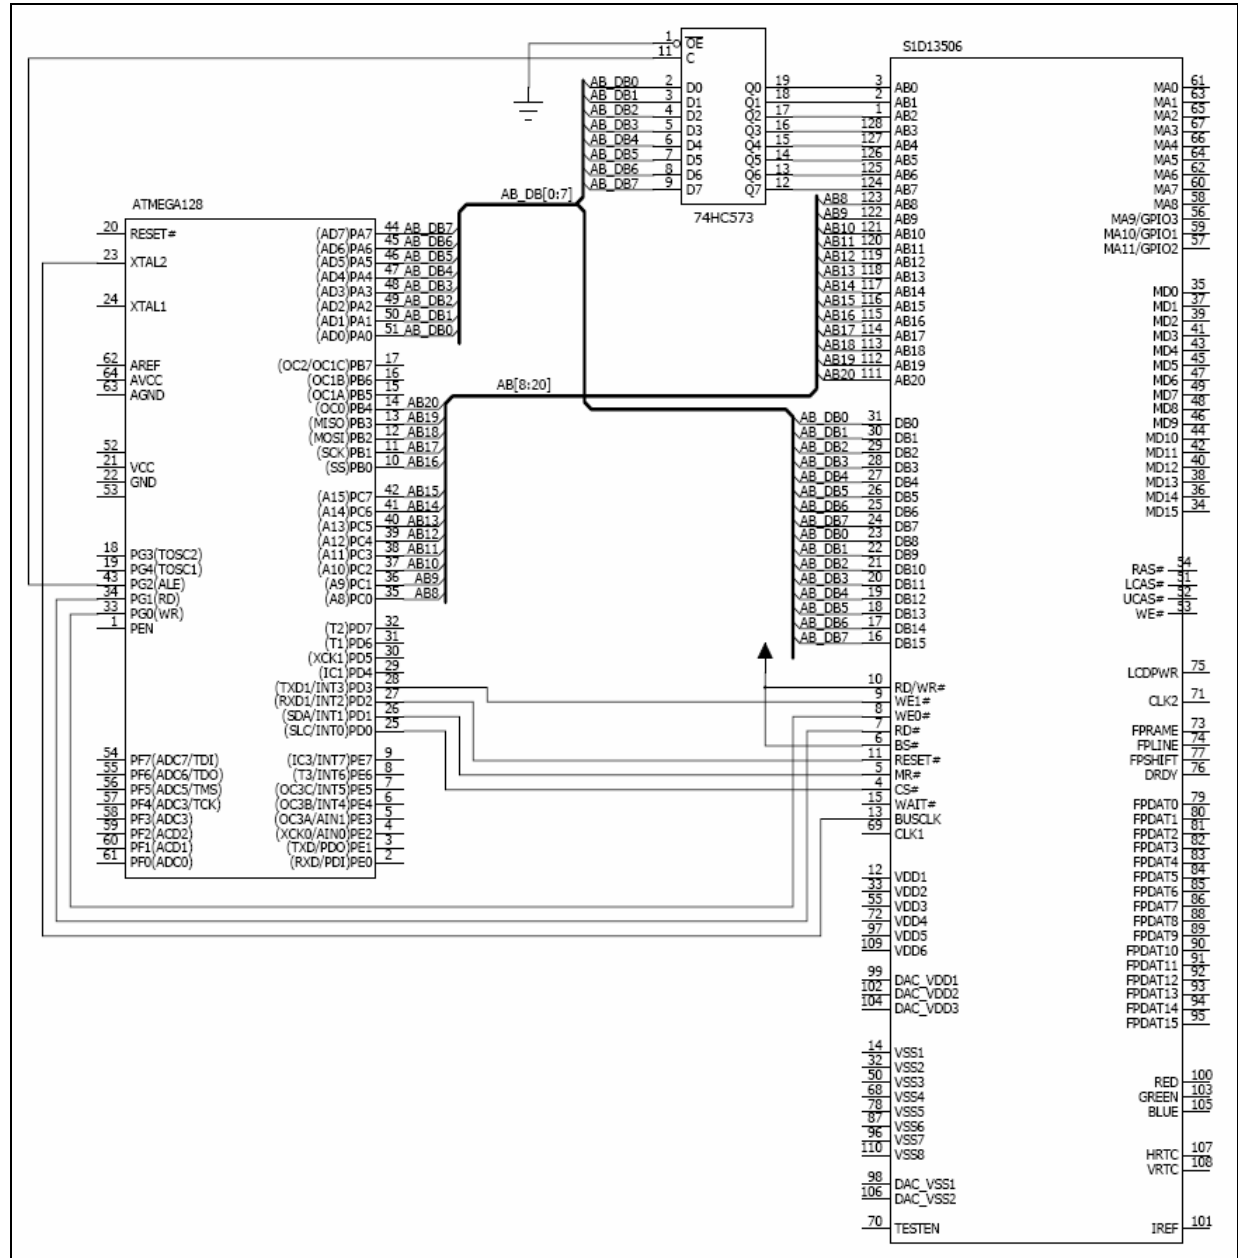 S1D13506
1 OE
11 C
AB_DB0 2 D0 Q0 19
AB_DB1 3 D1 Q1 18
AB_DB2 4 D2 Q2 17
AB_DB3 5 D3 Q3 16
AB_DB4 6 D4 Q4 15
AB_DB5 7 D5 Q5 14
AB_DB6 8 D6 Q6 13
AB_DB7 9 D7 Q7 12
74HC573
AB_DB[0:7]
AB[8:20]
ATMEGA128
20 RESET#
23 XTAL2
24 XTAL1
62 AREF
64 AVCC
63 AGND
52
21 VCC
22 GND
53
18 PG3(TOSC2)
19 PG4(TOSC1)
43 PG2(ALE)
34 PG1(RD)
33 PG0(WR)
1 PEN
54 PF7(ADC7/TDI)
55 PF6(ADC6/TDO)
56 PF5(ADC5/TMS)
57 PF4(ADC3/TCK)
58 PF3(ADC3)
59 PF2(ACD2)
60 PF1(ACD1)
61 PF0(ADC0)
(AD7)PA7 44 AB_DB7
(AD6)PA6 45 AB_DB6
(AD5)PA5 46 AB_DB5
(AD4)PA4 47 AB_DB4
(AD3)PA3 48 AB_DB3
(AD2)PA2 49 AB_DB2
(AD1)PA1 50 AB_DB1
(AD0)PA0 51 AB_DB0
(OC2/OC1C)PB7 17
(OC1B)PB6 16
(OC1A)PB5 15
(OC0)PB4 14 AB20
(MISO)PB3 13 AB19
(MOSI)PB2 12 AB18
(SCK)PB1 11 AB17
(SS)PB0 10 AB16
(A15)PC7 42 AB15
(A14)PC6 41 AB14
(A13)PC5 40 AB13
(A12)PC4 39 AB12
(A11)PC3 38 AB11
(A10)PC2 37 AB10
(A9)PC1 36 AB9
(A8)PC0 35 AB8
(T2)PD7 32
(T1)PD6 31
(XCK1)PD5 30
(IC1)PD4 29
(TXD1/INT3)PD3 28
(RXD1/INT2)PD2 27
(SDA/INT1)PD1 26
(SLC/INT0)PD0 25
(IC3/INT7)PE7 9
(T3/INT6)PE6 8
(OC3C/INT5)PE5 7
(OC3B/INT4)PE4 6
(OC3A/AIN1)PE3 5
(XCK0/AIN0)PE2 4
(TXD/PDO)PE1 3
(RXD/PDI)PE0 2
3 AB0
2 AB1
1 AB2
128 AB3
127 AB4
126 AB5
125 AB6
124 AB7
AB8 123 AB8
AB9 122 AB9
AB10 121 AB10
AB11 120 AB11
AB12 119 AB12
AB13 118 AB13
AB14 117 AB14
AB15 116 AB15
AB16 115 AB16
AB17 114 AB17
AB18 113 AB18
AB19 112 AB19
AB20 111 AB20
AB_DB0 31 DB0
AB_DB1 30 DB1
AB_DB2 29 DB2
AB_DB3 28 DB3
AB_DB4 27 DB4
AB_DB5 26 DB5
AB_DB6 25 DB6
AB_DB7 24 DB7
AB_DB0 23 DB8
AB_DB1 22 DB9
AB_DB2 21 DB10
AB_DB3 20 DB11
AB_DB4 19 DB12
AB_DB5 18 DB13
AB_DB6 17 DB14
AB_DB7 16 DB15
10 RD/WR#
9 WE1#
8 WE0#
7 RD#
6 BS#
11 RESET#
5 MR#
4 CS#
15 WAIT#
13 BUSCLK
69 CLK1
12 VDD1
33 VDD2
55 VDD3
72 VDD4
97 VDD5
109 VDD6
99 DAC_VDD1
102 DAC_VDD2
104 DAC_VDD3
14 VSS1
32 VSS2
50 VSS3
68 VSS4
78 VSS5
87 VSS6
96 VSS7
110 VSS8
98 DAC_VSS1
106 DAC_VSS2
70 TESTEN
MA0 61
MA1 63
MA2 65
MA3 67
MA4 66
MA5 64
MA6 62
MA7 60
MA8 58
MA9/GPIO3 56
MA10/GPIO1 59
MA11/GPIO2 57
MD0 35
MD1 37
MD2 39
MD3 41
MD4 43
MD5 45
MD6 47
MD7 49
MD8 48
MD9 46
MD10 44
MD11 42
MD12 40
MD13 38
MD14 36
MD15 34
RAS# 54
LCAS# 51
UCAS# 52
WE# 53
LCDPWR 75
CLK2 71
FPRAME 73
FPLINE 74
FPSHIFT 77
DRDY 76
FPDAT0 79
FPDAT1 80
FPDAT2 81
FPDAT3 82
FPDAT4 83
FPDAT5 84
FPDAT6 85
FPDAT7 86
FPDAT8 88
FPDAT9 89
FPDAT10 90
FPDAT11 91
FPDAT12 92
FPDAT13 93
FPDAT14 94
FPDAT15 95
RED 100
GREEN 103
BLUE 105
HRTC 107
VRTC 108
IREF 101